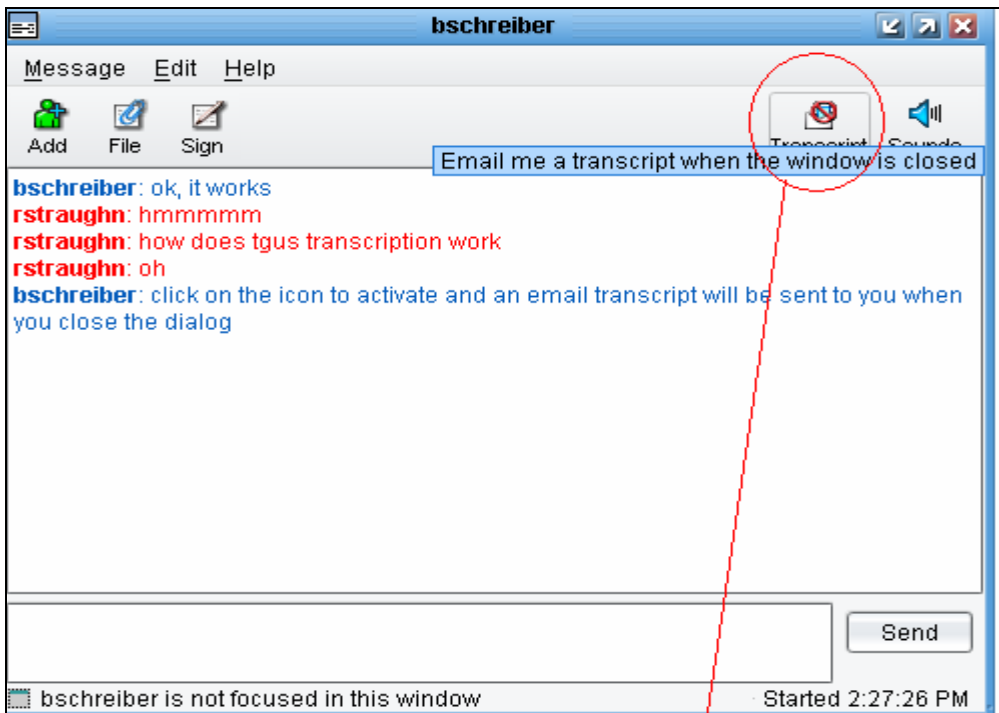 bschreiber
Message Edit Help
Add File Sign Transcript Sounds
Email me a transcript when the window is closed
bschreiber: ok, it works
rstraughn: hmmmmm
rstraughn: how does tgus transcription work
rstraughn: oh
bschreiber: click on the icon to activate and an email transcript will be sent to you when
you close the dialog
Send
bschreiber is not focused in this window
Started 2:27:26 PM